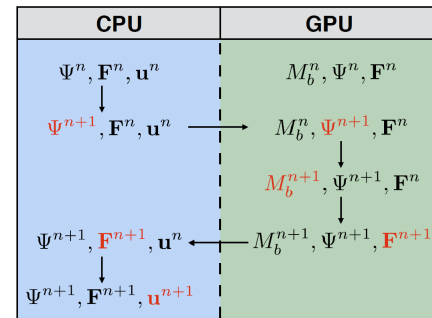 CPU GPU
Ψ^n, F^n, u^n M_b^n, Ψ^n, F^n
Ψ^{n+1}, F^n, u^n M_b^n, Ψ^{n+1}, F^n
M_b^{n+1}, Ψ^{n+1}, F^n
Ψ^{n+1}, F^{n+1}, u^n M_b^{n+1}, Ψ^{n+1}, F^{n+1}
Ψ^{n+1}, F^{n+1}, u^{n+1}